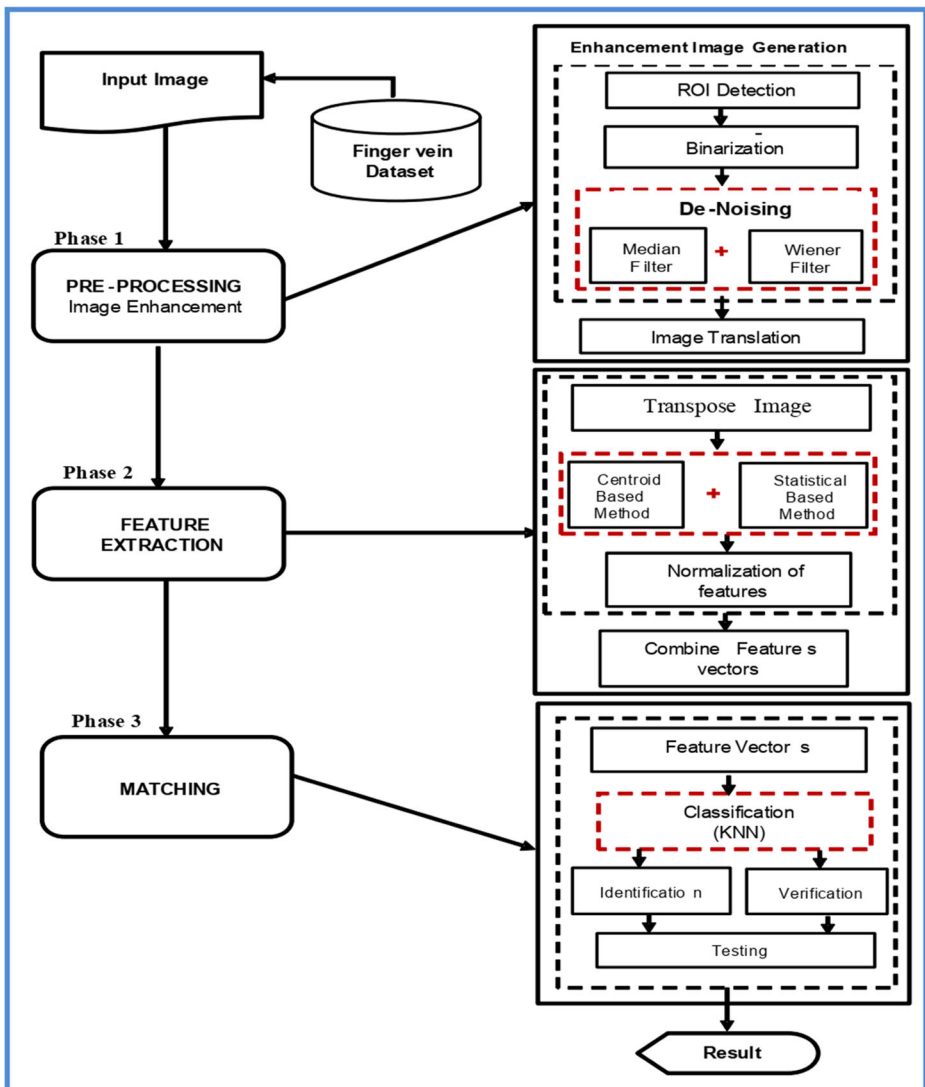 Input Image
Finger vein
Dataset
Phase 1
PRE-PROCESSING
Image Enhancement
Enhancement Image Generation
ROI Detection
Binarization
De-Noising
Median
Filter
+
Wiener
Filter
Image Translation
Phase 2
FEATURE
EXTRACTION
Transpose Image
Centroid
Based
Method
+
Statistical
Based
Method
Normalization of
features
Combine Feature s
vectors
Phase 3
MATCHING
Feature Vector s
Classification
(KNN)
Identificatio n
Verification
Testing
Result